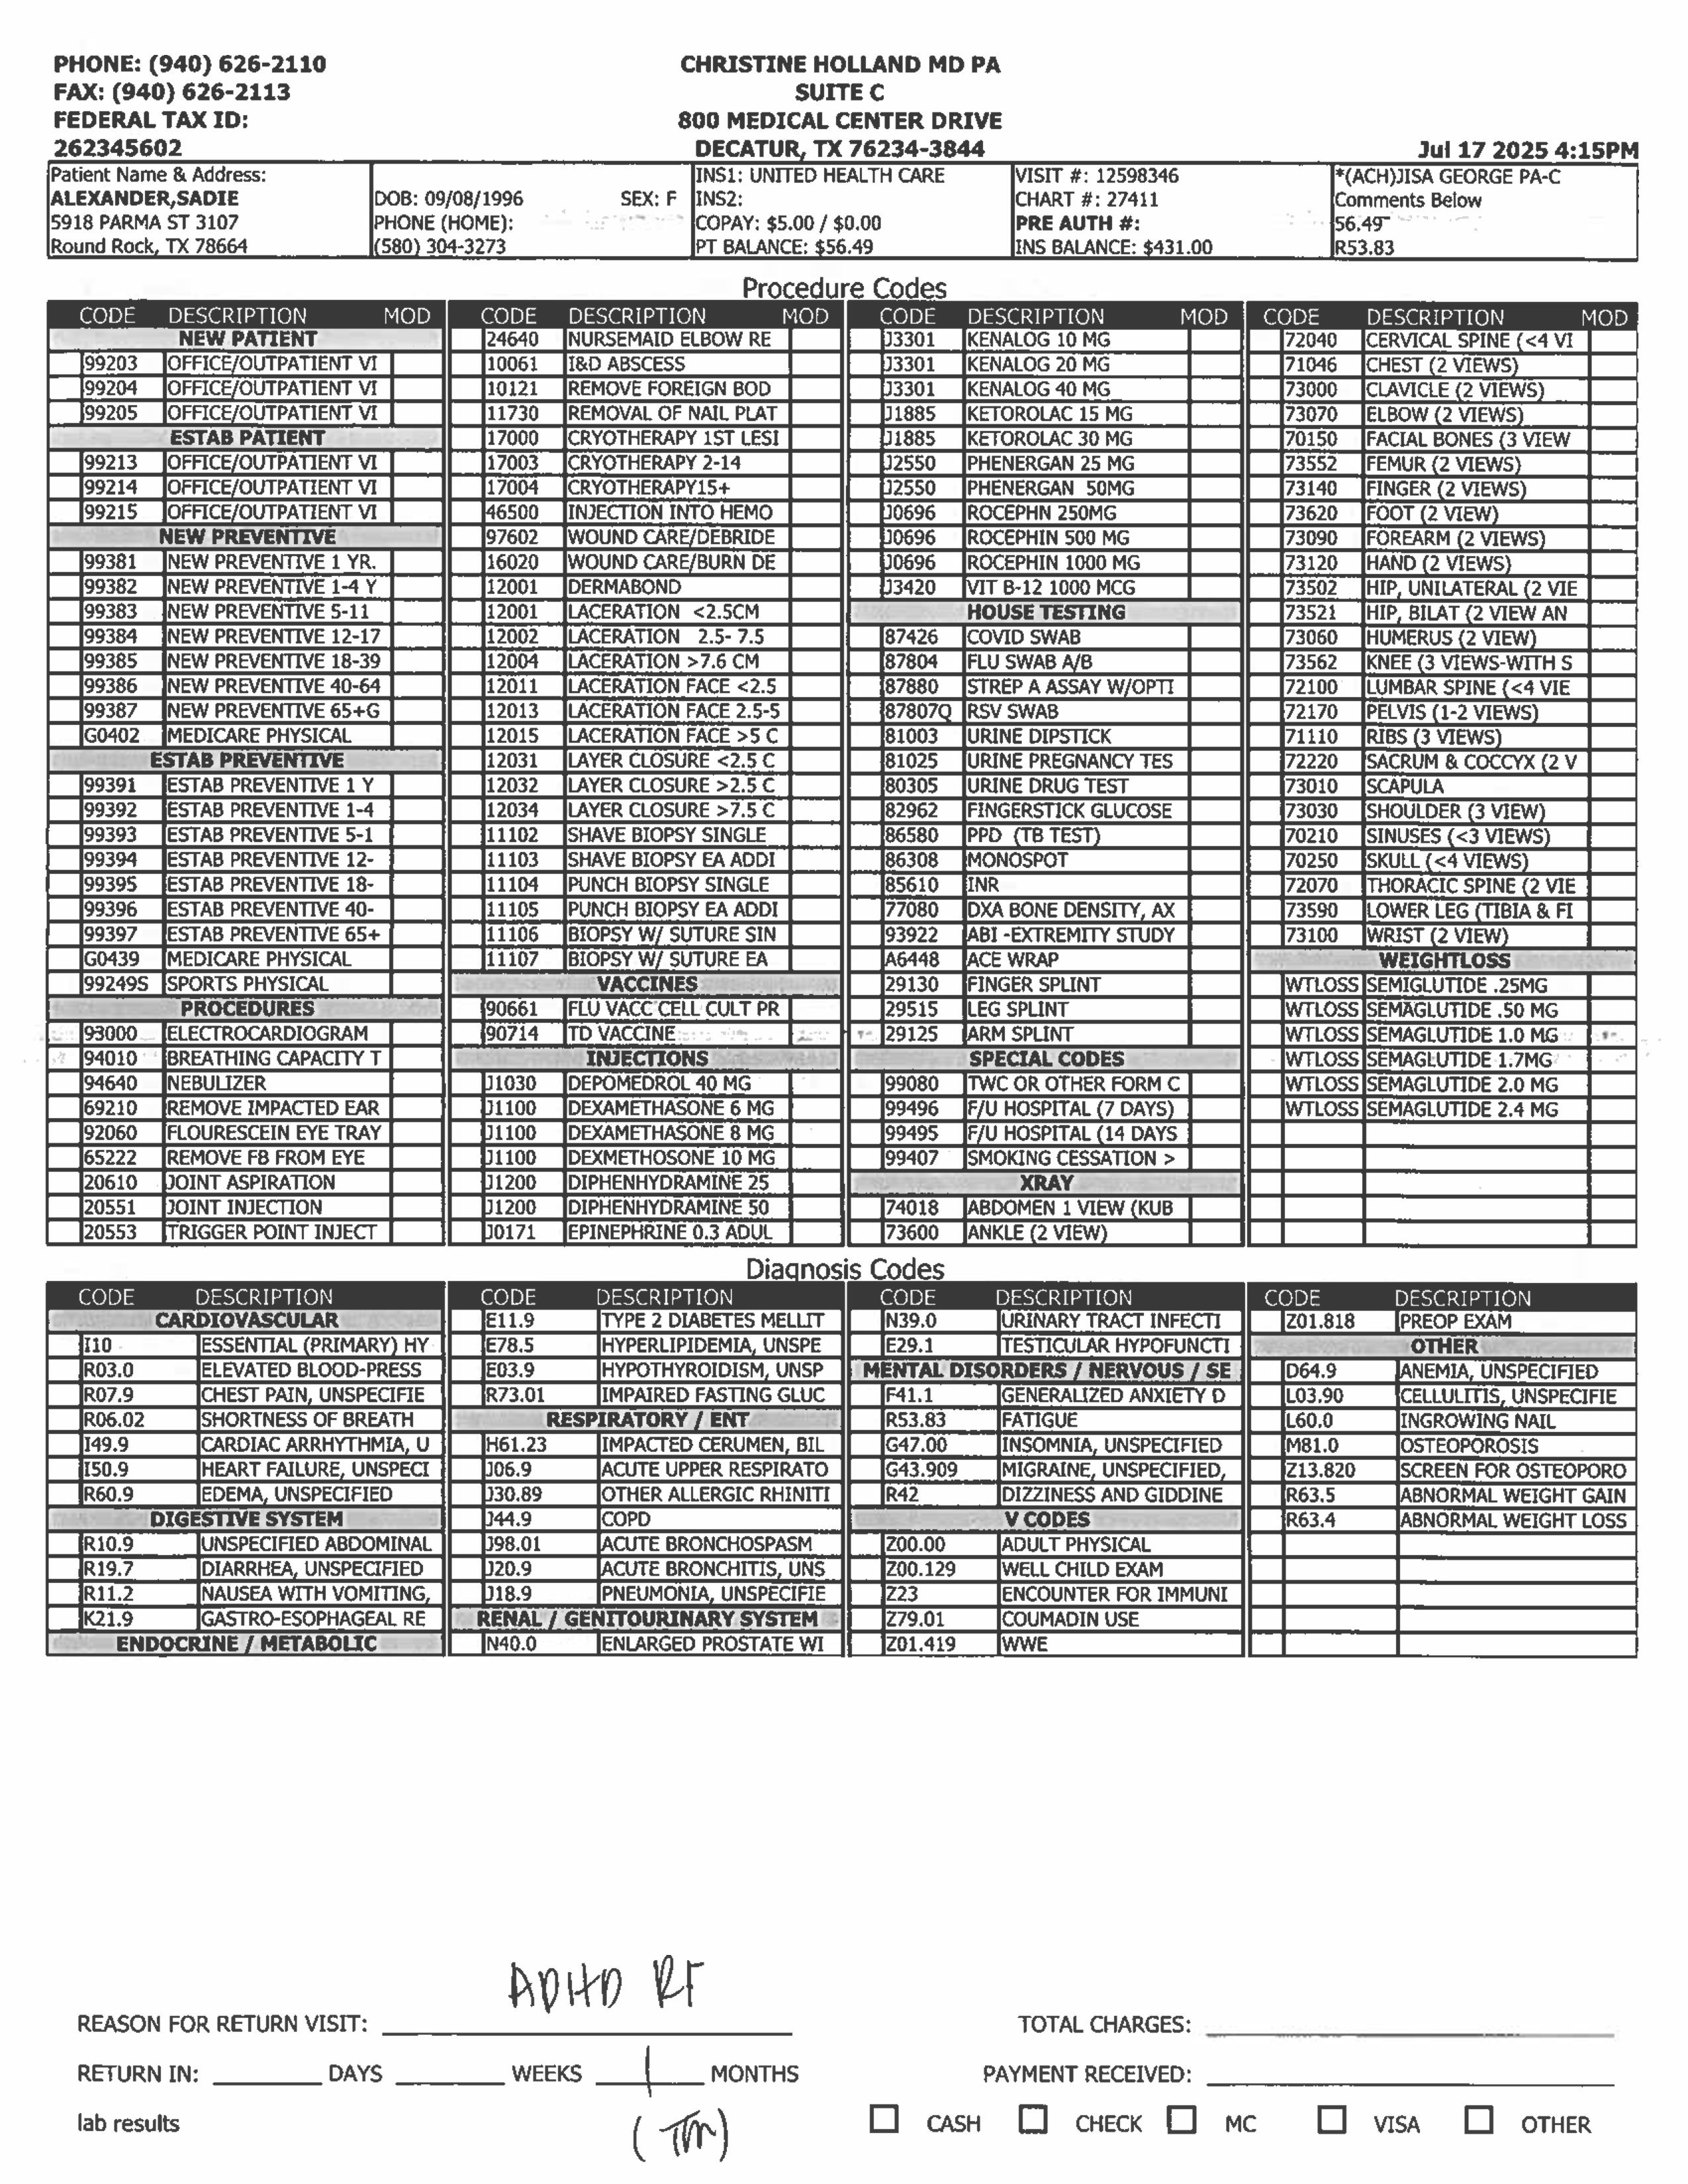 PHONE: (940) 626-2110
FAX: (940) 626-2113
FEDERAL TAX ID:
262345602
CHRISTINE HOLLAND MD PA
SUITE C
800 MEDICAL CENTER DRIVE
DECATUR, TX 76234-3844
Jul 17 2025 4:15PM
Patient Name & Address:
ALEXANDER,SADIE
5918 PARMA ST 3107
Round Rock, TX 78664
DOB: 09/08/1996 SEX: F
PHONE (HOME):
(580) 304-3273
INS1: UNITED HEALTH CARE
INS2:
COPAY: $5.00 / $0.00
PT BALANCE: $56.49
VISIT #: 12598346
CHART #: 27411
PRE AUTH #:
INS BALANCE: $431.00
*(ACH)JISA GEORGE PA-C
Comments Below
56.49
R53.83
Procedure Codes
CODE DESCRIPTION MOD
NEW PATIENT
99203 OFFICE/OUTPATIENT VI
99204 OFFICE/OUTPATIENT VI
99205 OFFICE/OUTPATIENT VI
ESTAB PATIENT
99213 OFFICE/OUTPATIENT VI
99214 OFFICE/OUTPATIENT VI
99215 OFFICE/OUTPATIENT VI
NEW PREVENTIVE
99381 NEW PREVENTIVE 1 YR.
99382 NEW PREVENTIVE 1-4 Y
99383 NEW PREVENTIVE 5-11
99384 NEW PREVENTIVE 12-17
99385 NEW PREVENTIVE 18-39
99386 NEW PREVENTIVE 40-64
99387 NEW PREVENTIVE 65+G
G0402 MEDICARE PHYSICAL
ESTAB PREVENTIVE
99391 ESTAB PREVENTIVE 1 Y
99392 ESTAB PREVENTIVE 1-4
99393 ESTAB PREVENTIVE 5-1
99394 ESTAB PREVENTIVE 12-
99395 ESTAB PREVENTIVE 18-
99396 ESTAB PREVENTIVE 40-
99397 ESTAB PREVENTIVE 65+
G0439 MEDICARE PHYSICAL
99249S SPORTS PHYSICAL
PROCEDURES
93000 ELECTROCARDIOGRAM
94010 BREATHING CAPACITY T
94640 NEBULIZER
69210 REMOVE IMPACTED EAR
92060 FLOURESCEIN EYE TRAY
65222 REMOVE FB FROM EYE
20610 JOINT ASPIRATION
20551 JOINT INJECTION
20553 TRIGGER POINT INJECT
CODE DESCRIPTION MOD
24640 NURSEMAID ELBOW RE
10061 I&D ABSCESS
10121 REMOVE FOREIGN BOD
11730 REMOVAL OF NAIL PLAT
17000 CRYOTHERAPY 1ST LESI
17003 CRYOTHERAPY 2-14
17004 CRYOTHERAPY15+
46500 INJECTION INTO HEMO
97602 WOUND CARE/DEBRIDE
16020 WOUND CARE/BURN DE
12001 DERMABOND
12001 LACERATION <2.5CM
12002 LACERATION 2.5- 7.5
12004 LACERATION >7.6 CM
12011 LACERATION FACE <2.5
12013 LACERATION FACE 2.5-5
12015 LACERATION FACE >5 C
12031 LAYER CLOSURE <2.5 C
12032 LAYER CLOSURE >2.5 C
12034 LAYER CLOSURE >7.5 C
11102 SHAVE BIOPSY SINGLE
11103 SHAVE BIOPSY EA ADDI
11104 PUNCH BIOPSY SINGLE
11105 PUNCH BIOPSY EA ADDI
11106 BIOPSY W/ SUTURE SIN
11107 BIOPSY W/ SUTURE EA
VACCINES
90661 FLU VACC CELL CULT PR
90714 TD VACCINE
INJECTIONS
J1030 DEPOMEDROL 40 MG
J1100 DEXAMETHASONE 6 MG
J1100 DEXAMETHASONE 8 MG
J1100 DEXMETHOSONE 10 MG
J1200 DIPHENHYDRAMINE 25
J1200 DIPHENHYDRAMINE 50
J0171 EPINEPHRINE 0.3 ADUL
CODE DESCRIPTION MOD
J3301 KENALOG 10 MG
J3301 KENALOG 20 MG
J3301 KENALOG 40 MG
J1885 KETOROLAC 15 MG
J1885 KETOROLAC 30 MG
J2550 PHENERGAN 25 MG
J2550 PHENERGAN 50MG
J0696 ROCEPHN 250MG
J0696 ROCEPHIN 500 MG
J0696 ROCEPHIN 1000 MG
J3420 VIT B-12 1000 MCG
HOUSE TESTING
87426 COVID SWAB
87804 FLU SWAB A/B
87880 STREP A ASSAY W/OPTI
87807Q RSV SWAB
81003 URINE DIPSTICK
81025 URINE PREGNANCY TES
80305 URINE DRUG TEST
82962 FINGERSTICK GLUCOSE
86580 PPD (TB TEST)
86308 MONOSPOT
85610 INR
77080 DXA BONE DENSITY, AX
93922 ABI -EXTREMITY STUDY
A6448 ACE WRAP
29130 FINGER SPLINT
29515 LEG SPLINT
29125 ARM SPLINT
SPECIAL CODES
99080 TWC OR OTHER FORM C
99496 F/U HOSPITAL (7 DAYS)
99495 F/U HOSPITAL (14 DAYS
99407 SMOKING CESSATION >
XRAY
74018 ABDOMEN 1 VIEW (KUB
73600 ANKLE (2 VIEW)
CODE DESCRIPTION MOD
72040 CERVICAL SPINE (<4 VI
71046 CHEST (2 VIEWS)
73000 CLAVICLE (2 VIEWS)
73070 ELBOW (2 VIEWS)
70150 FACIAL BONES (3 VIEW
73552 FEMUR (2 VIEWS)
73140 FINGER (2 VIEWS)
73620 FOOT (2 VIEW)
73090 FOREARM (2 VIEWS)
73120 HAND (2 VIEWS)
73502 HIP, UNILATERAL (2 VIE
73521 HIP, BILAT (2 VIEW AN
73060 HUMERUS (2 VIEW)
73562 KNEE (3 VIEWS-WITH S
72100 LUMBAR SPINE (<4 VIE
72170 PELVIS (1-2 VIEWS)
71110 RIBS (3 VIEWS)
72220 SACRUM & COCCYX (2 V
73010 SCAPULA
73030 SHOULDER (3 VIEW)
70210 SINUSES (<3 VIEWS)
70250 SKULL (<4 VIEWS)
72070 THORACIC SPINE (2 VIE
73590 LOWER LEG (TIBIA & FI
73100 WRIST (2 VIEW)
WEIGHTLOSS
WTLOSS SEMIGLUTIDE .25MG
WTLOSS SEMAGLUTIDE .50 MG
WTLOSS SEMAGLUTIDE 1.0 MG
WTLOSS SEMAGLUTIDE 1.7MG
WTLOSS SEMAGLUTIDE 2.0 MG
WTLOSS SEMAGLUTIDE 2.4 MG
Diagnosis Codes
CODE DESCRIPTION
CARDIOVASCULAR
I10 ESSENTIAL (PRIMARY) HY
R03.0 ELEVATED BLOOD-PRESS
R07.9 CHEST PAIN, UNSPECIFIE
R06.02 SHORTNESS OF BREATH
I49.9 CARDIAC ARRHYTHMIA, U
I50.9 HEART FAILURE, UNSPECI
R60.9 EDEMA, UNSPECIFIED
DIGESTIVE SYSTEM
R10.9 UNSPECIFIED ABDOMINAL
R19.7 DIARRHEA, UNSPECIFIED
R11.2 NAUSEA WITH VOMITING,
K21.9 GASTRO-ESOPHAGEAL RE
ENDOCRINE / METABOLIC
CODE DESCRIPTION
E11.9 TYPE 2 DIABETES MELLIT
E78.5 HYPERLIPIDEMIA, UNSPE
E03.9 HYPOTHYROIDISM, UNSP
R73.01 IMPAIRED FASTING GLUC
RESPIRATORY / ENT
H61.23 IMPACTED CERUMEN, BIL
J06.9 ACUTE UPPER RESPIRATO
J30.89 OTHER ALLERGIC RHINITI
J44.9 COPD
J98.01 ACUTE BRONCHOSPASM
J20.9 ACUTE BRONCHITIS, UNS
J18.9 PNEUMONIA, UNSPECIFIE
RENAL / GENITOURINARY SYSTEM
N40.0 ENLARGED PROSTATE WI
CODE DESCRIPTION
N39.0 URINARY TRACT INFECTI
E29.1 TESTICULAR HYPOFUNCTI
MENTAL DISORDERS / NERVOUS / SE
F41.1 GENERALIZED ANXIETY D
R53.83 FATIGUE
G47.00 INSOMNIA, UNSPECIFIED
G43.909 MIGRAINE, UNSPECIFIED,
R42 DIZZINESS AND GIDDINE
V CODES
Z00.00 ADULT PHYSICAL
Z00.129 WELL CHILD EXAM
Z23 ENCOUNTER FOR IMMUNI
Z79.01 COUMADIN USE
Z01.419 WWE
CODE DESCRIPTION
Z01.818 PREOP EXAM
OTHER
D64.9 ANEMIA, UNSPECIFIED
L03.90 CELLULITIS, UNSPECIFIE
L60.0 INGROWING NAIL
M81.0 OSTEOPOROSIS
Z13.820 SCREEN FOR OSTEOPORO
R63.5 ABNORMAL WEIGHT GAIN
R63.4 ABNORMAL WEIGHT LOSS
REASON FOR RETURN VISIT: ADHD RF
RETURN IN: DAYS WEEKS 1 MONTHS
lab results (TM)
TOTAL CHARGES:
PAYMENT RECEIVED:
CASH CHECK MC VISA OTHER